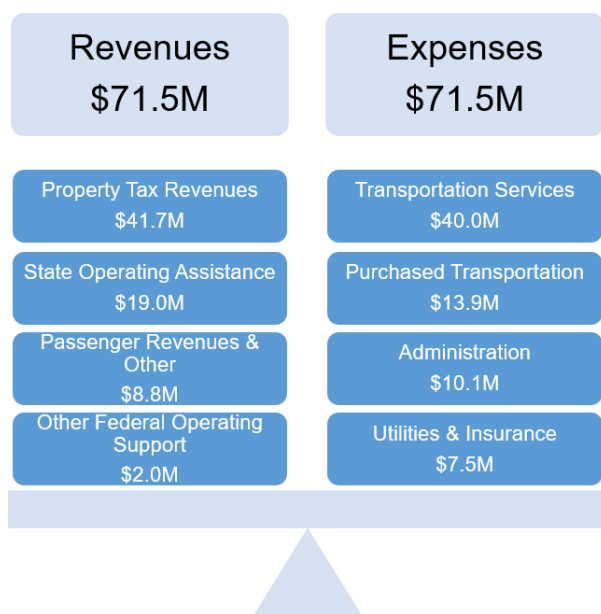 Revenues
$71.5M
Expenses
$71.5M
Property Tax Revenues
$41.7M
Transportation Services
$40.0M
State Operating Assistance
$19.0M
Purchased Transportation
$13.9M
Passenger Revenues &
Other
$8.8M
Administration
$10.1M
Other Federal Operating
Support
$2.0M
Utilities & Insurance
$7.5M